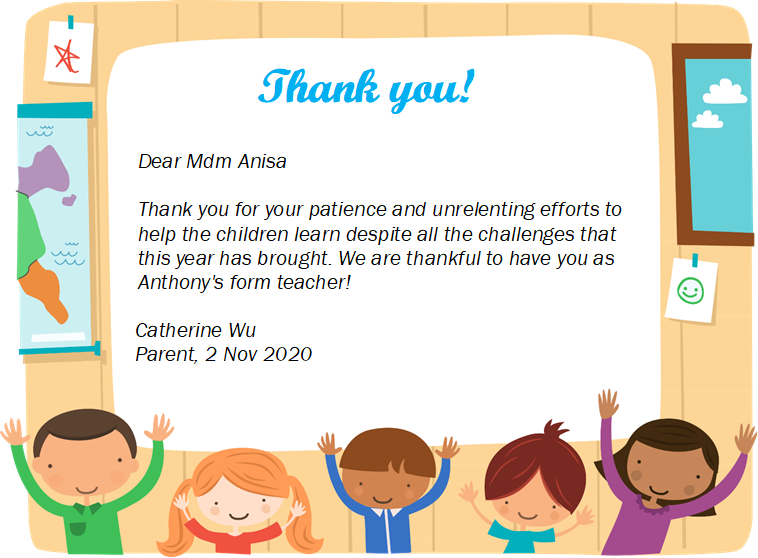 Thank you!
Dear Mdm Anisa
Thank you for your patience and unrelenting efforts to
help the children learn despite all the challenges that
this year has brought. We are thankful to have you as
Anthony's form teacher!
Catherine Wu
Parent, 2 Nov 2020